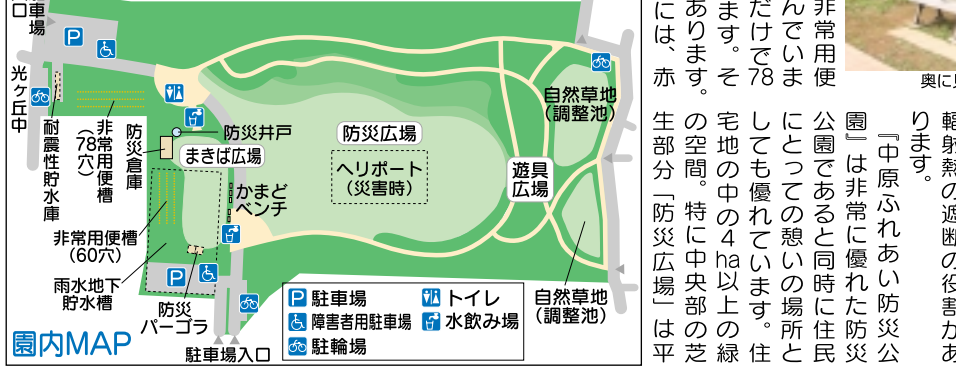 口
車場
光ヶ丘中
耐震性貯水庫
非常用便槽
(78穴)
防災倉庫
防災井戸
まきば広場
かまど
ベンチ
防災広場
ヘリポート
(災害時)
遊具
広場
自然草地
(調整池)
非常用便槽
(60穴)
雨水地下
貯水槽
防災
パーゴラ
駐車場入口
自然草地
(調整池)
園内MAP
P 駐車場
障害者用駐車場
駐輪場
トイレ
水飲み場
奥に見
非常用便
んでいま
だけで78
ます。そ
あります。
には、赤
輻射熱の遮断の役割があ
ります。
『中原ふれあい防災公
園』は非常に優れた防災
公園であると同時に住民
にとっての憩いの場所と
しても優れています。住
宅地の中の4ha以上の緑
の空間。特に中央部の芝
生部分「防災広場」は平